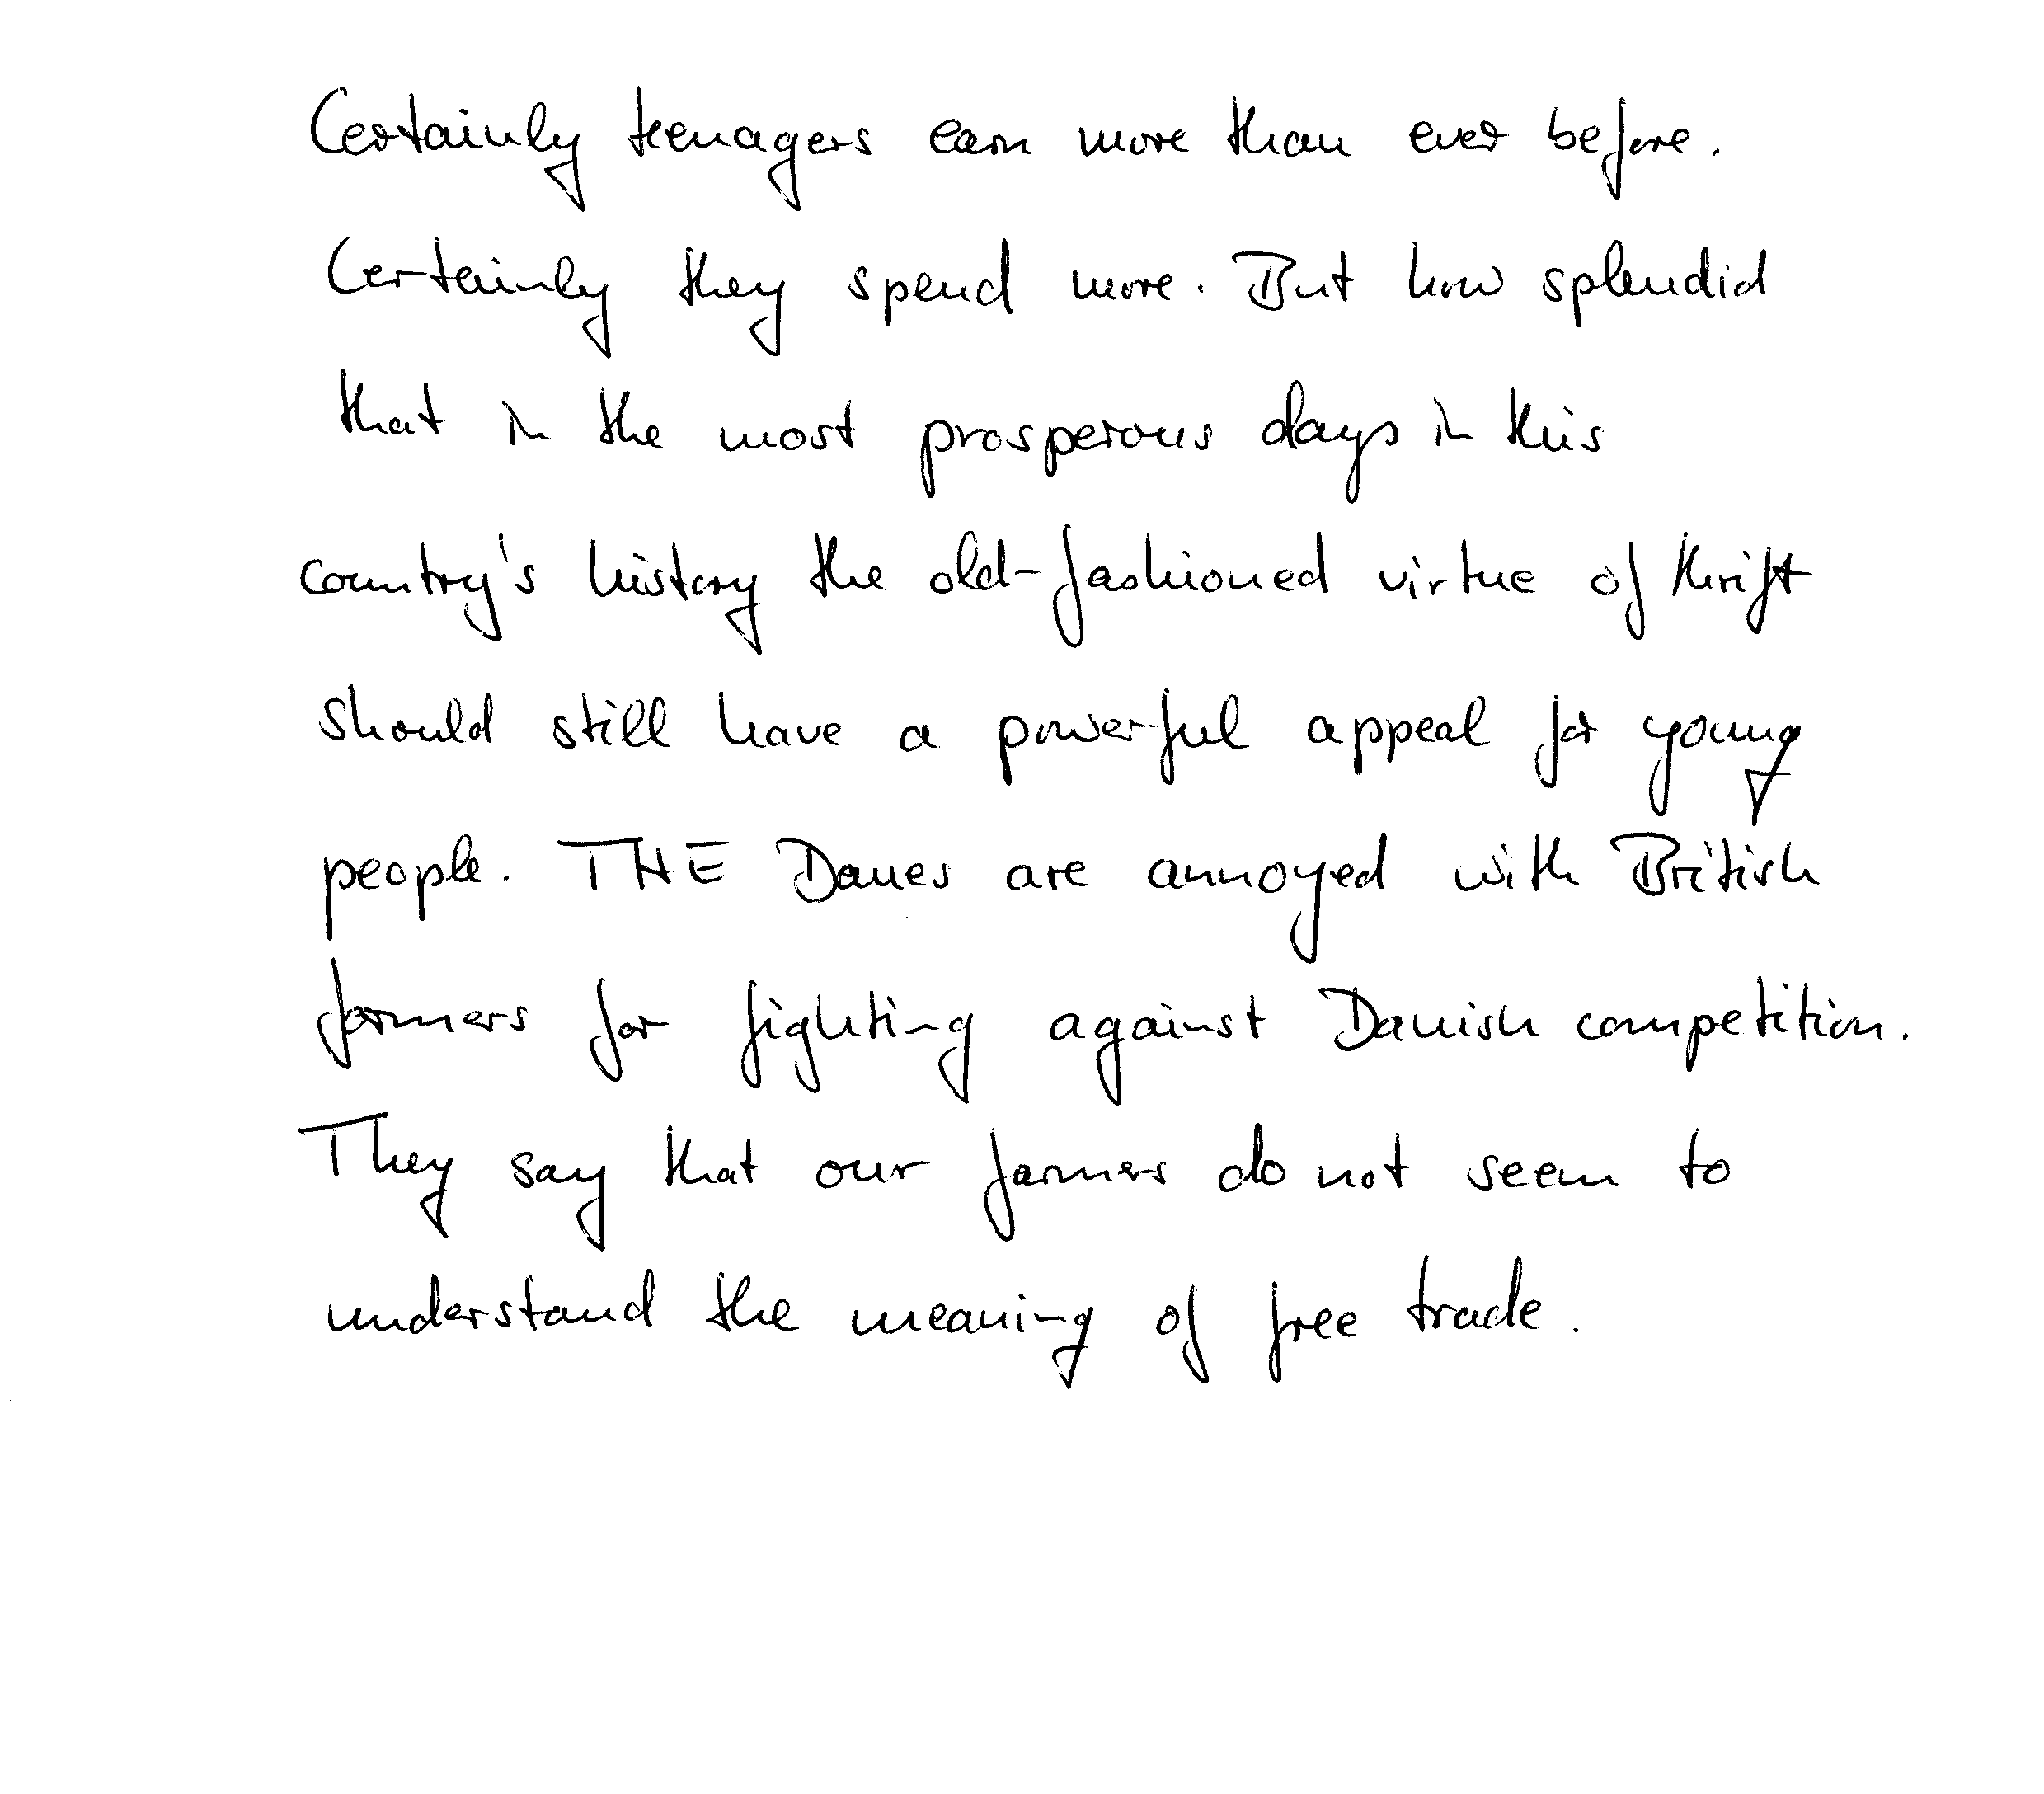 Certainly teenagers earn more than ever before.
Certainly they spend more. But how splendid
that in the most prosperous days in this
country's history the old-fashioned virtue of thrift
should still have a powerful appeal for young
people. THE Danes are annoyed with British
farmers for fighting against Danish competition.
They say that our farmers do not seem to
understand the meaning of free trade.